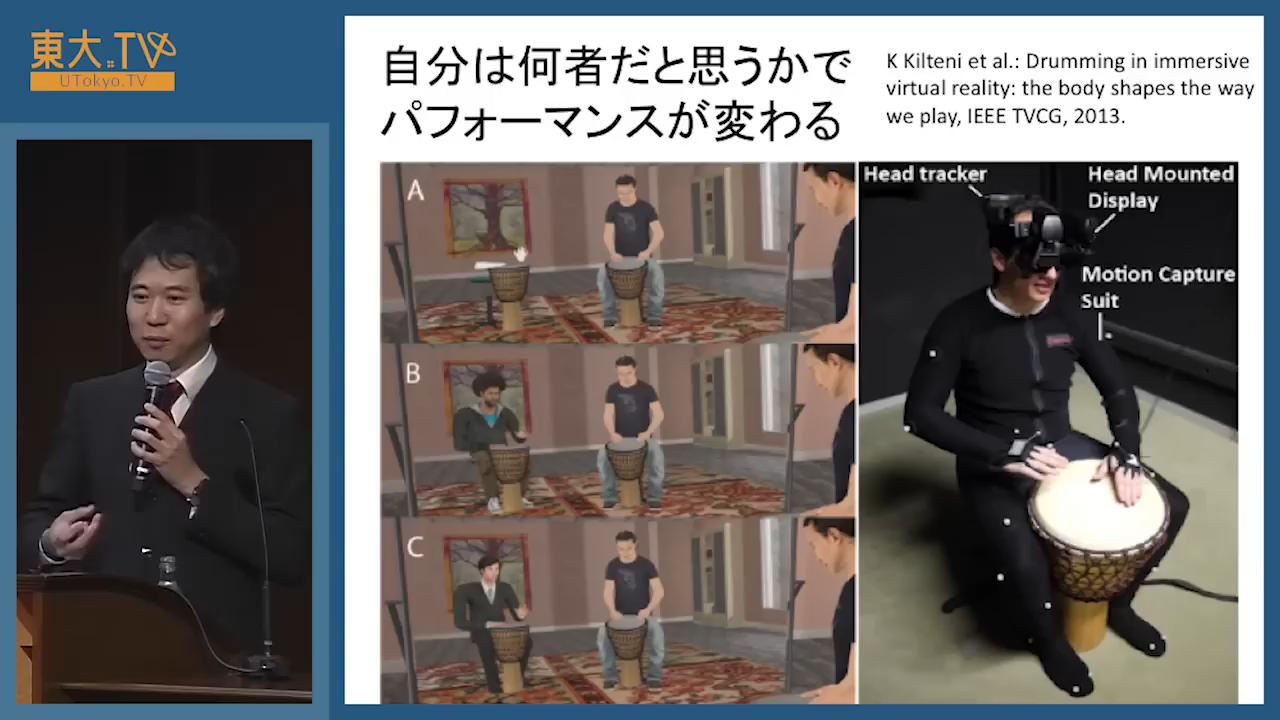 東大.TV
UTokyo.TV
自分は何者だと思うかで
パフォーマンスが変わる
K Kilteni et al.: Drumming in immersive
virtual reality: the body shapes the way
we play, IEEE TVCG, 2013.
A
B
C
Head tracker
Head Mounted
Display
Motion Capture
Suit